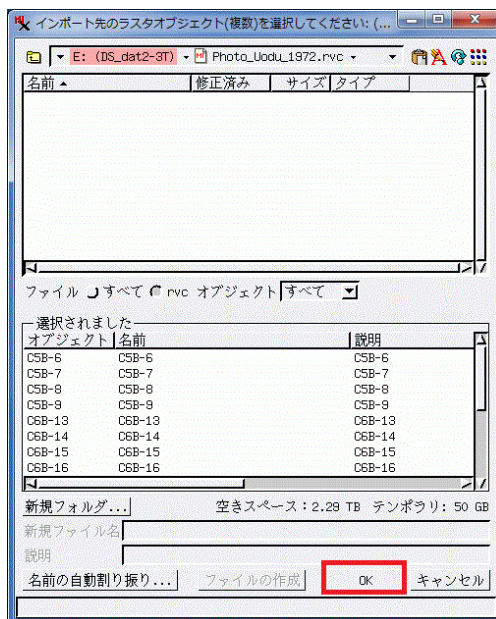 インポート先のラスタオブジェクト(複数)を選択してください: (...
E: (DS_dat2-3T) Photo_Uodu_1972.rvc
名前 修正済み サイズ タイプ
ファイル すべて rvc オブジェクト すべて
選択されました
オブジェクト 名前 説明
C5B-6 C5B-6 C5B-6
C5B-7 C5B-7 C5B-7
C5B-8 C5B-8 C5B-8
C5B-9 C5B-9 C5B-9
C6B-13 C6B-13 C6B-13
C6B-14 C6B-14 C6B-14
C6B-15 C6B-15 C6B-15
C6B-16 C6B-16 C6B-16
新規フォルダ... 空きスペース：2.29 TB テンポラリ: 50 GB
新規ファイル名
説明
名前の自動割り振り... ファイルの作成 OK キャンセル